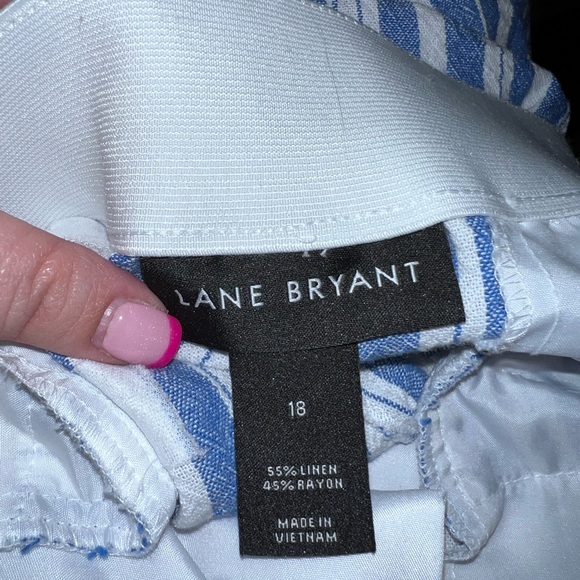 LANE BRYANT
18
55% LINEN
45% RAYON
MADE IN
VIETNAM